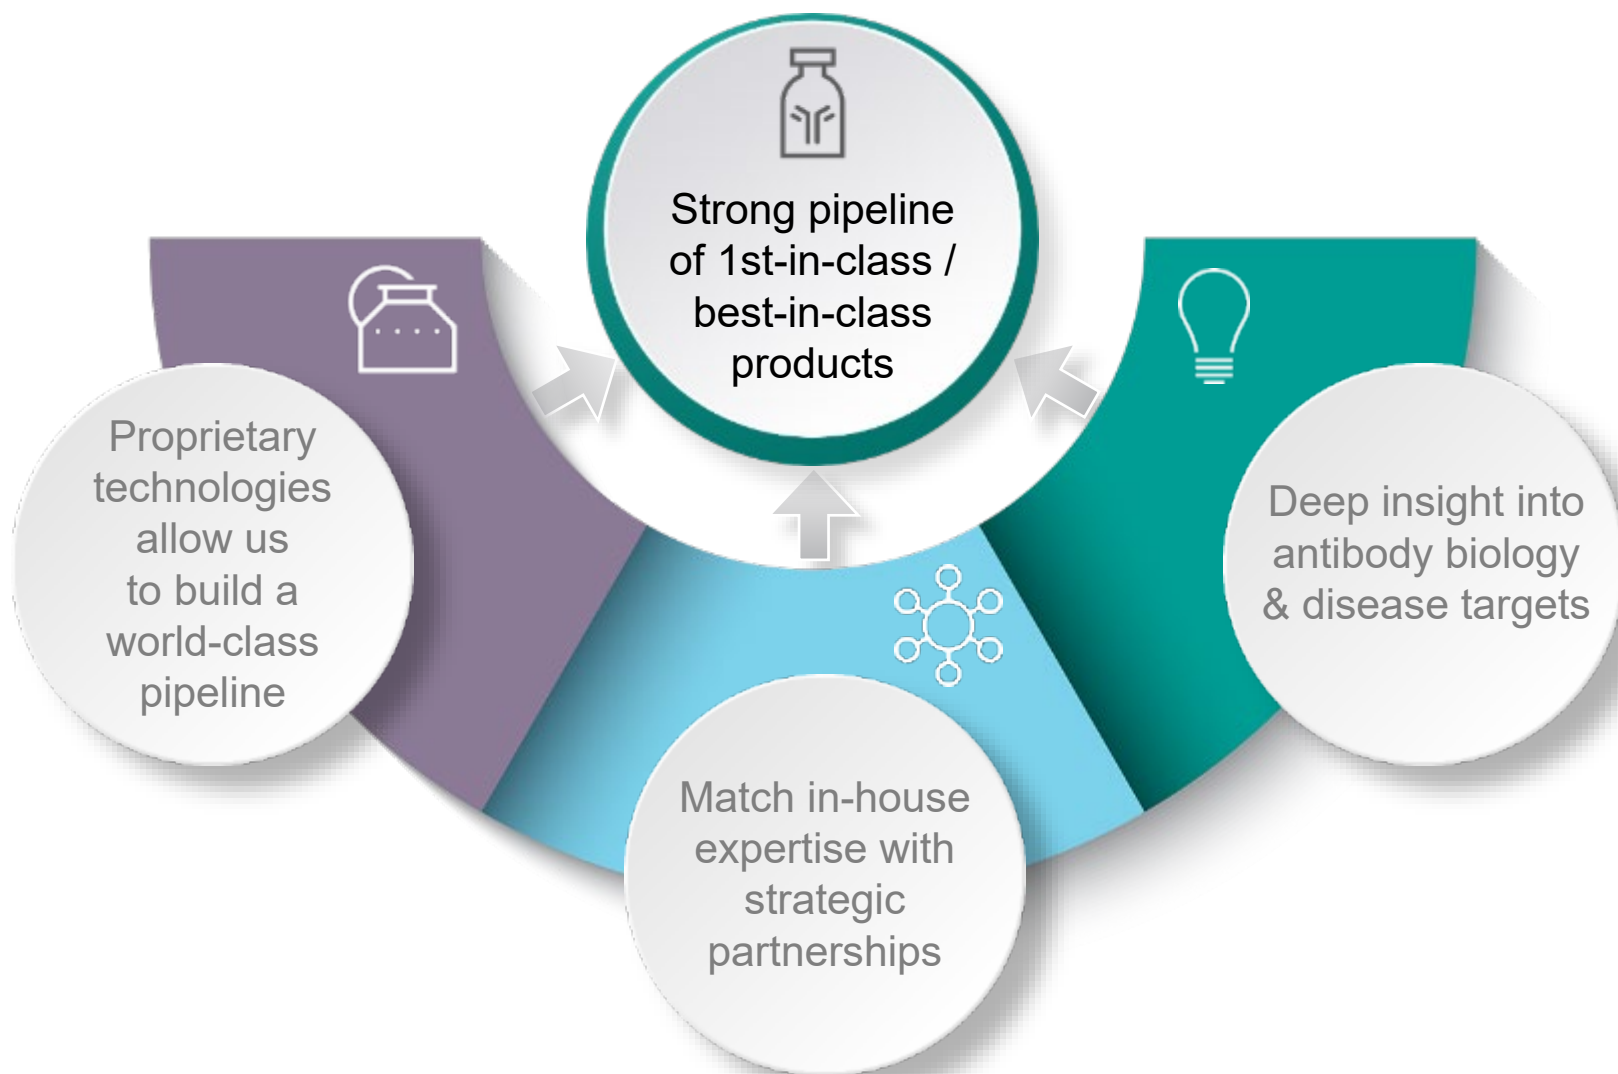 Strong pipeline
of 1st-in-class /
best-in-class
products
Proprietary
technologies
allow us
to build a
world-class
pipeline
Match in-house
expertise with
strategic
partnerships
Deep insight into
antibody biology
& disease targets